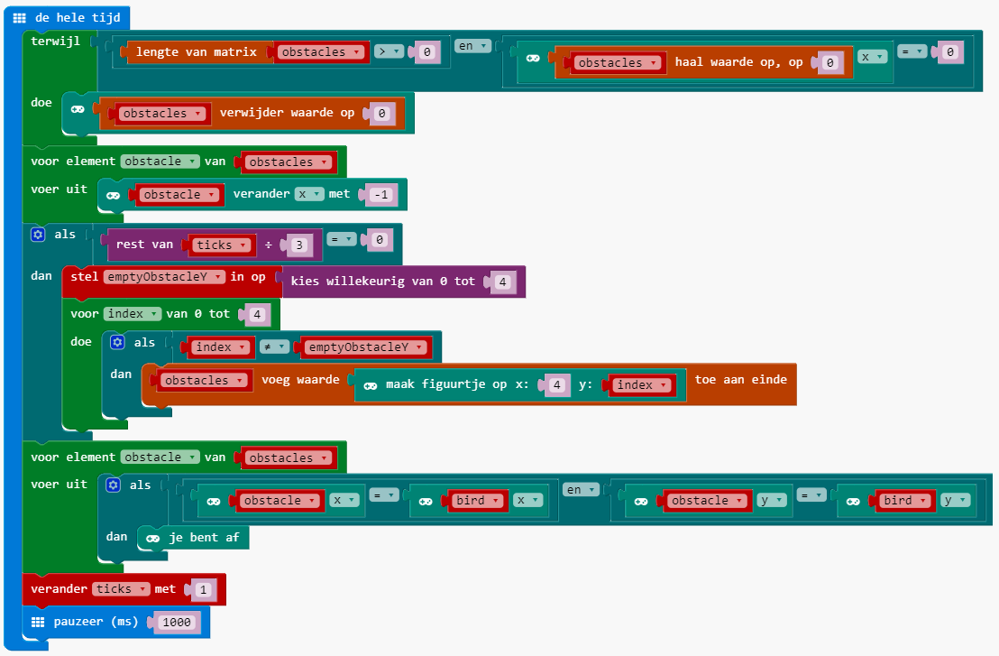 de hele tijd
terwijl lengte van matrix obstacles > 0 en obstacles haal waarde op, op 0 x = 0
doe obstacles verwijder waarde op 0
voor element obstacle van obstacles
voer uit obstacle verander x met -1
als rest van ticks ÷ 3 = 0
dan stel emptyObstacleY in op kies willekeurig van 0 tot 4
voor index van 0 tot 4
doe als index ≠ emptyObstacleY
dan obstacles voeg waarde maak figuurtje op x: 4 y: index toe aan einde
voor element obstacle van obstacles
voer uit als obstacle x = bird x en obstacle y = bird y
dan je bent af
verander ticks met 1
pauzeer (ms) 1000